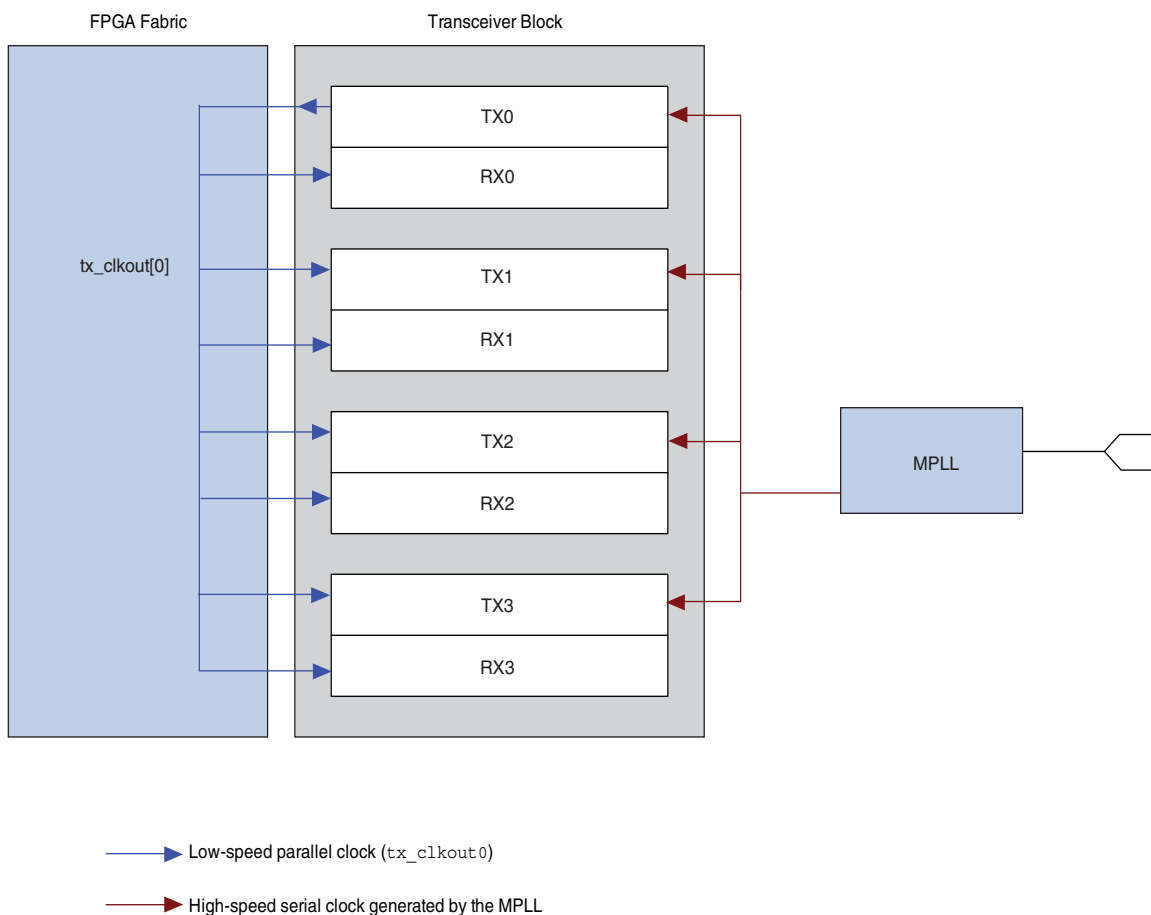 FPGA Fabric
Transceiver Block
TX0
RX0
tx_clkout[0]
TX1
RX1
TX2
RX2
MPLL
TX3
RX3
Low-speed parallel clock (tx_clkout0)
High-speed serial clock generated by the MPLL